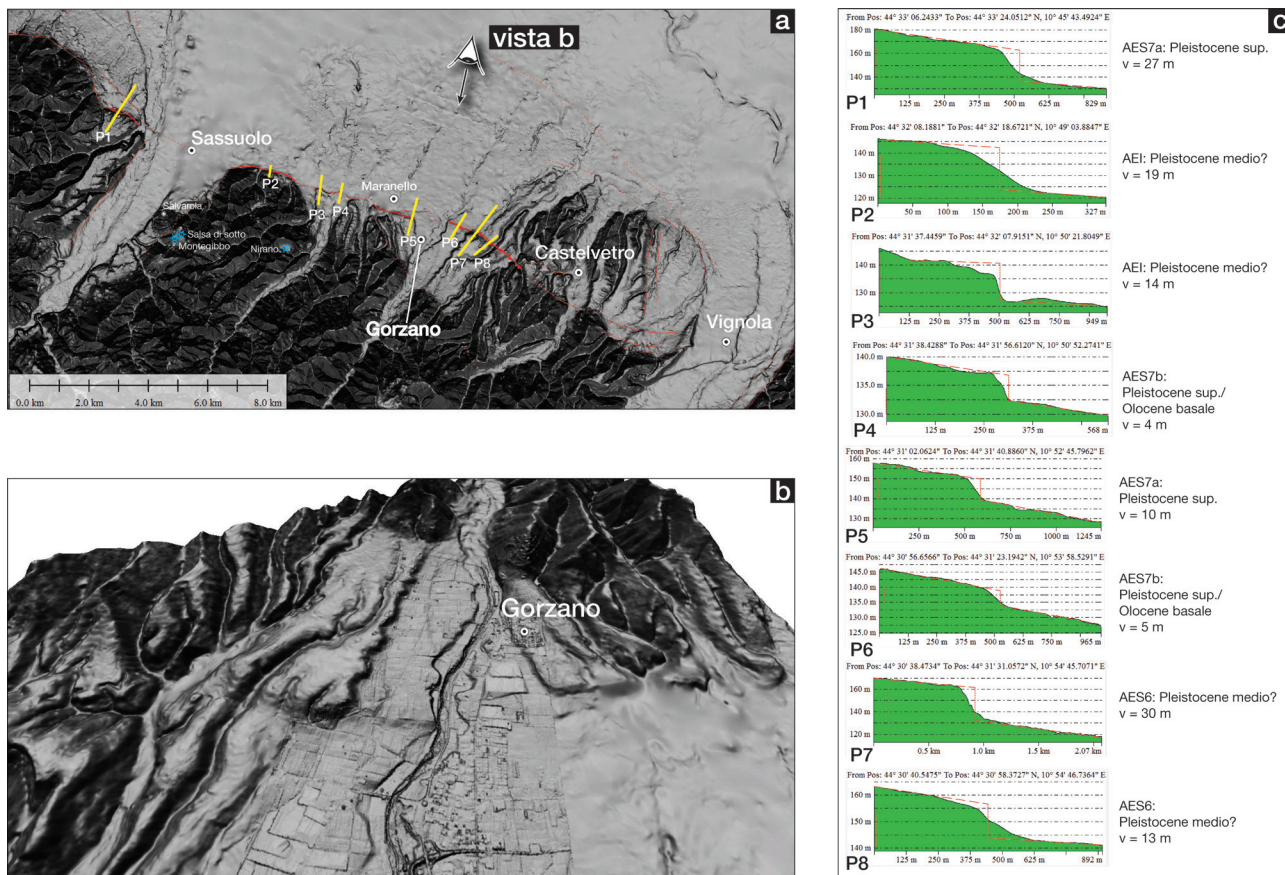 a
vista b
P1
Sassuolo
P2
Maranello
P3
P4
Salvarola
Salsa di sotto
Montegibbo
Nirano
P5
P6
P7
P8
Castelvetro
Gorzano
Vignola
0.0 km 2.0 km 4.0 km 6.0 km 8.0 km
b
Gorzano
c
From Pos: 44° 33' 06.2433" To Pos: 44° 33' 24.0512" N, 10° 45' 43.4924" E
180 m
160 m
140 m
125 m 250 m 375 m 500 m 625 m 829 m
P1
AES7a: Pleistocene sup.
v = 27 m
From Pos: 44° 32' 08.1881" To Pos: 44° 32' 18.6721" N, 10° 49' 03.8847" E
140 m
130 m
120 m
50 m 100 m 150 m 200 m 250 m 327 m
P2
AEI: Pleistocene medio?
v = 19 m
From Pos: 44° 31' 37.4459" To Pos: 44° 32' 07.9151" N, 10° 50' 21.8049" E
140 m
130 m
125 m 250 m 375 m 500 m 625 m 750 m 949 m
P3
AEI: Pleistocene medio?
v = 14 m
From Pos: 44° 31' 38.4288" To Pos: 44° 31' 56.6120" N, 10° 50' 52.2741" E
140.0 m
135.0 m
130.0 m
125 m 250 m 375 m 568 m
P4
AES7b:
Pleistocene sup./
Olocene basale
v = 4 m
From Pos: 44° 31' 02.0624" To Pos: 44° 31' 40.8860" N, 10° 52' 45.7962" E
160 m
150 m
140 m
130 m
250 m 500 m 750 m 1000 m 1245 m
P5
AES7a:
Pleistocene sup.
v = 10 m
From Pos: 44° 30' 56.6566" To Pos: 44° 31' 23.1942" N, 10° 53' 58.5291" E
145.0 m
140.0 m
135.0 m
130.0 m
125.0 m
125 m 250 m 375 m 500 m 625 m 750 m 965 m
P6
AES7b:
Pleistocene sup./
Olocene basale
v = 5 m
From Pos: 44° 30' 38.4734" To Pos: 44° 31' 31.0572" N, 10° 54' 45.7071" E
160 m
140 m
120 m
0.5 km 1.0 km 1.5 km 2.07 km
P7
AES6: Pleistocene medio?
v = 30 m
From Pos: 44° 30' 40.5475" To Pos: 44° 30' 58.3727" N, 10° 54' 46.7364" E
160 m
150 m
140 m
125 m 250 m 375 m 500 m 625 m 892 m
P8
AES6:
Pleistocene medio?
v = 13 m